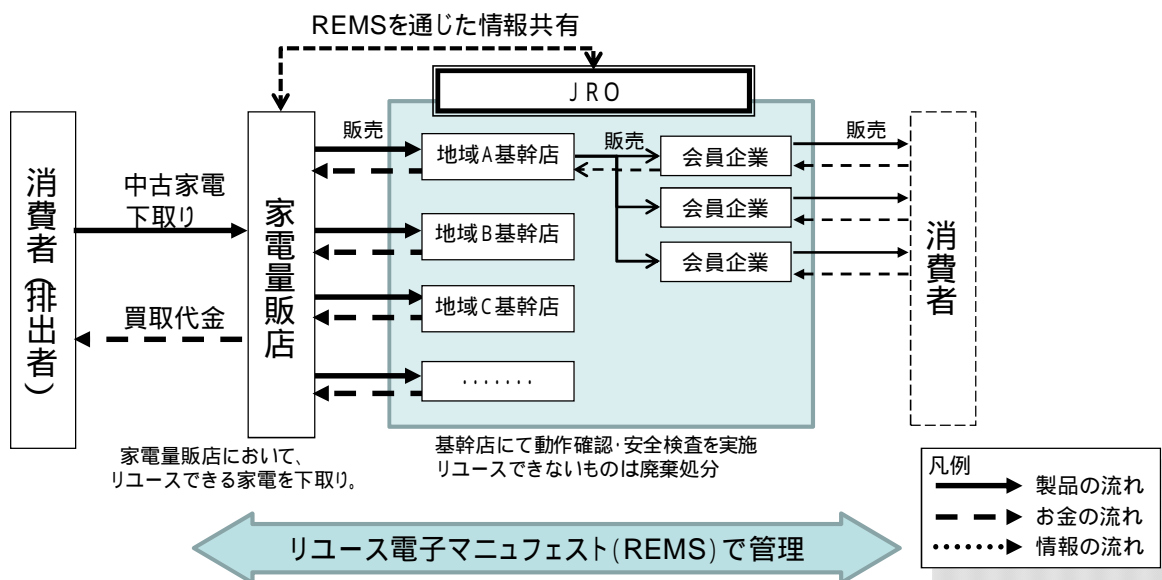 REMSを通じた情報共有
JRO
消費者(排出者)
中古家電
下取り
買取代金
家電量販店
販売
地域A基幹店
地域B基幹店
地域C基幹店
‥‥‥‥
販売
会員企業
会員企業
会員企業
販売
消費者
家電量販店において、
リユースできる家電を下取り。
基幹店にて動作確認・安全検査を実施
リユースできないものは廃棄処分
凡例
製品の流れ
お金の流れ
情報の流れ
リユース電子マニュフェスト(REMS)で管理